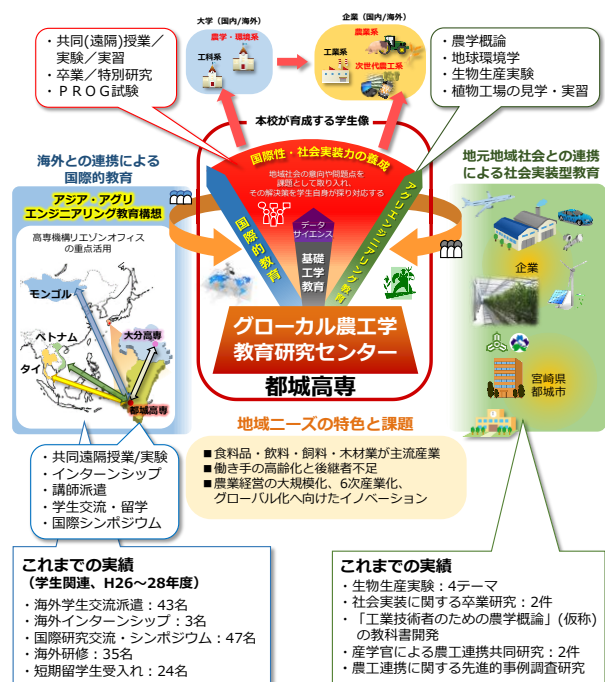 大学（国内/海外）
農学・環境系
工科系
企業（国内/海外）
農業系
工業系
次世代農工系
・共同(遠隔)授業／
実験／実習
・卒業／特別研究
・ＰＲＯＧ試験
・農学概論
・地球環境学
・生物生産実験
・植物工場の見学・実習
本校が育成する学生像
国際性・社会実装力の養成
地域社会の意向や問題点を
課題として取り入れ、
その解決策を学生自身が探り対応する
国際的教育
データ
サイエンス
基礎
工学
教育
アグリエンジニアリング教育
グローカル農工学
教育研究センター
都城高専
海外との連携による
国際的教育
アジア・アグリ
エンジニアリング教育構想
高専機構リエゾンオフィス
の重点活用
モンゴル
ベトナム
タイ
大分高専
都城高専
地元地域社会との連携
による社会実装型教育
企業
宮崎県
都城市
地域ニーズの特色と課題
■食料品・飲料・飼料・木材業が主流産業
■働き手の高齢化と後継者不足
■農業経営の大規模化、6次産業化、
グローバル化へ向けたイノベーション
・共同遠隔授業/実験
・インターンシップ
・講師派遣
・学生交流・留学
・国際シンポジウム
これまでの実績
（学生関連、H26～28年度）
・海外学生交流派遣：43名
・海外インターンシップ：3名
・国際研究交流・シンポジウム：47名
・海外研修：35名
・短期留学生受入れ：24名
これまでの実績
・生物生産実験：4テーマ
・社会実装に関する卒業研究：2件
・「工業技術者のための農学概論」(仮称)
の教科書開発
・産学官による農工連携共同研究：2件
・農工連携に関する先進的事例調査研究